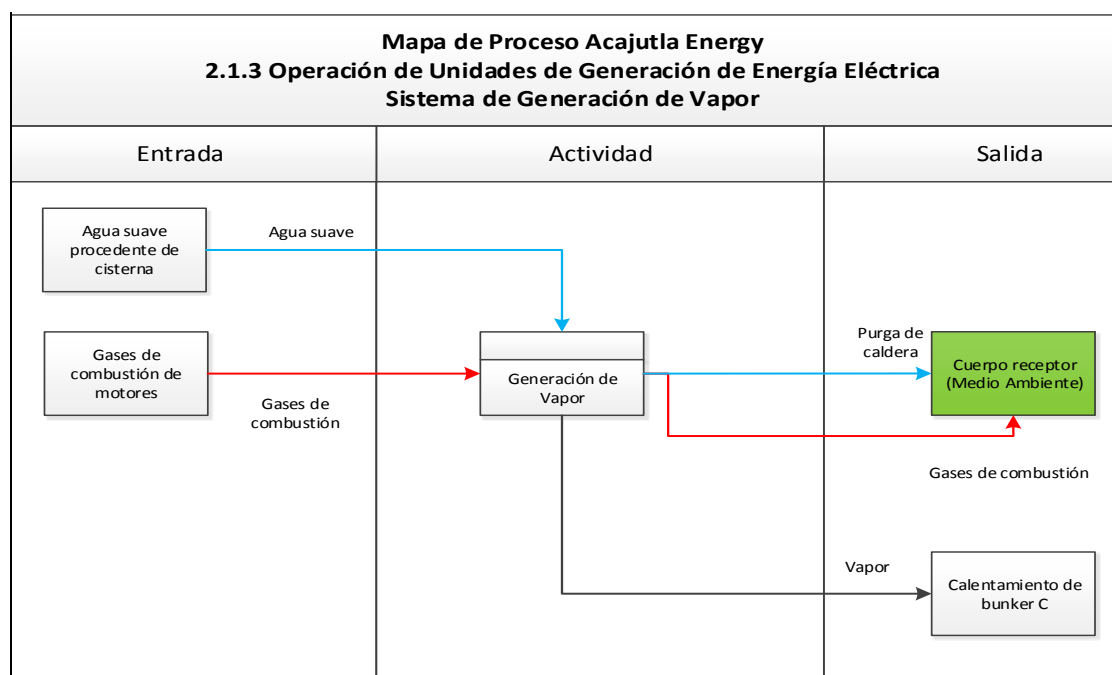 Mapa de Proceso Acajutla Energy
2.1.3 Operación de Unidades de Generación de Energía Eléctrica
Sistema de Generación de Vapor
Entrada
Actividad
Salida
Agua suave
procedente de
cisterna
Agua suave
Gases de
combustión de
motores
Gases de
combustión
Generación de
Vapor
Purga de
caldera
Cuerpo receptor
(Medio Ambiente)
Gases de combustión
Vapor
Calentamiento de
bunker C